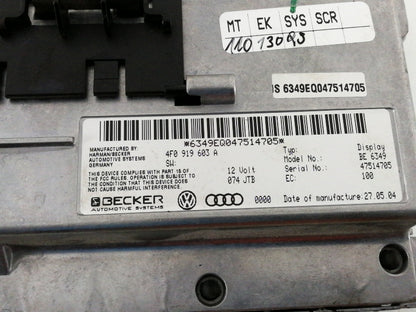 MT EK SYS SCR
S 6349EQ047514705
*6349EQ047514705*
MANUFACTURED BY
HARMAN/BECKER
AUTOMOTIVE SYSTEMS
GERMANY
4F0 919 603 A
SW:
Typ: Display
Model No.: BE 6349
Serial No.: 47514705
EC: 100
THIS DEVICE COMPLIES WITH PART 15 OF
THE FCC RULES. OPERATION IS SUBJECT TO
THE CONDITION THAT THIS DEVICE DOES NOT
CAUSE HARMFUL INTERFERENCE
12 Volt
074 JTB
BECKER
AUTOMOTIVE SYSTEMS
0000 Date of manufacture: 27.05.04